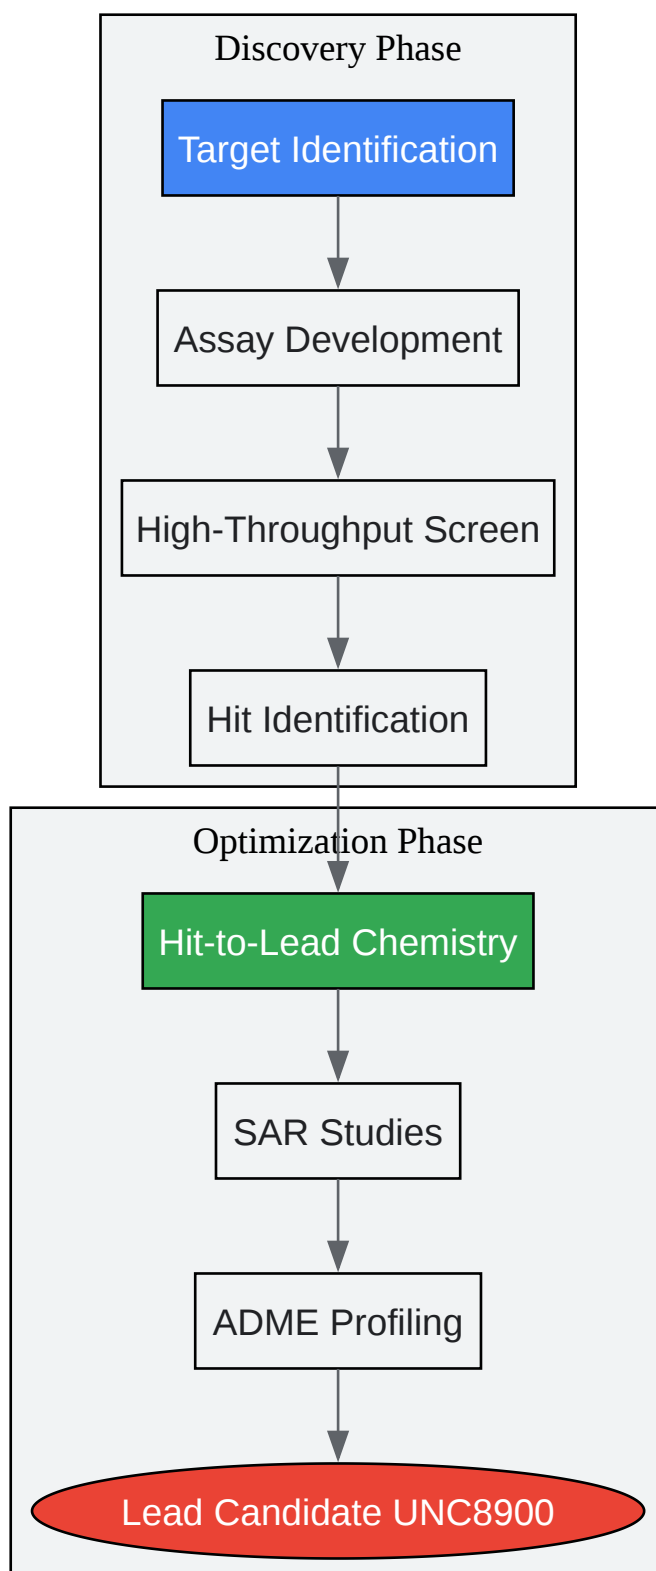 Discovery Phase
Target Identification
Assay Development
High-Throughput Screen
Hit Identification
Optimization Phase
Hit-to-Lead Chemistry
SAR Studies
ADME Profiling
Lead Candidate UNC8900